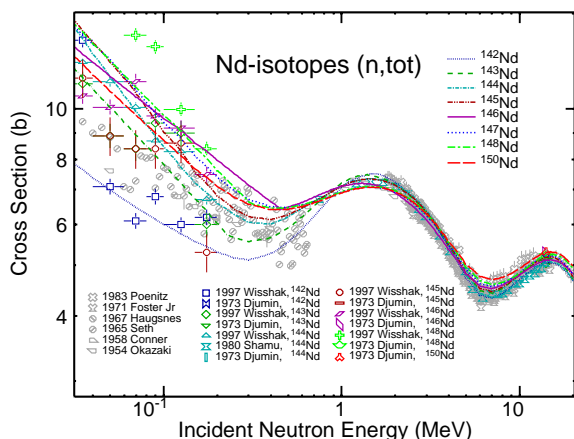 Nd-isotopes (n,tot)
¹⁴²Nd
¹⁴³Nd
¹⁴⁴Nd
¹⁴⁵Nd
¹⁴⁶Nd
¹⁴⁷Nd
¹⁴⁸Nd
¹⁵⁰Nd
Cross Section (b)
10
8
6
4
1983 Poenitz
1971 Foster Jr
1967 Haugsnes
1965 Seth
1958 Conner
1954 Okazaki
1997 Wisshak, ¹⁴²Nd
1973 Djumin, ¹⁴²Nd
1997 Wisshak, ¹⁴³Nd
1973 Djumin, ¹⁴³Nd
1997 Wisshak, ¹⁴⁴Nd
1980 Shamu, ¹⁴⁴Nd
1973 Djumin, ¹⁴⁴Nd
1997 Wisshak, ¹⁴⁵Nd
1973 Djumin, ¹⁴⁵Nd
1997 Wisshak, ¹⁴⁶Nd
1973 Djumin, ¹⁴⁶Nd
1997 Wisshak, ¹⁴⁸Nd
1973 Djumin, ¹⁴⁸Nd
1973 Djumin, ¹⁵⁰Nd
10⁻¹ 1 10
Incident Neutron Energy (MeV)